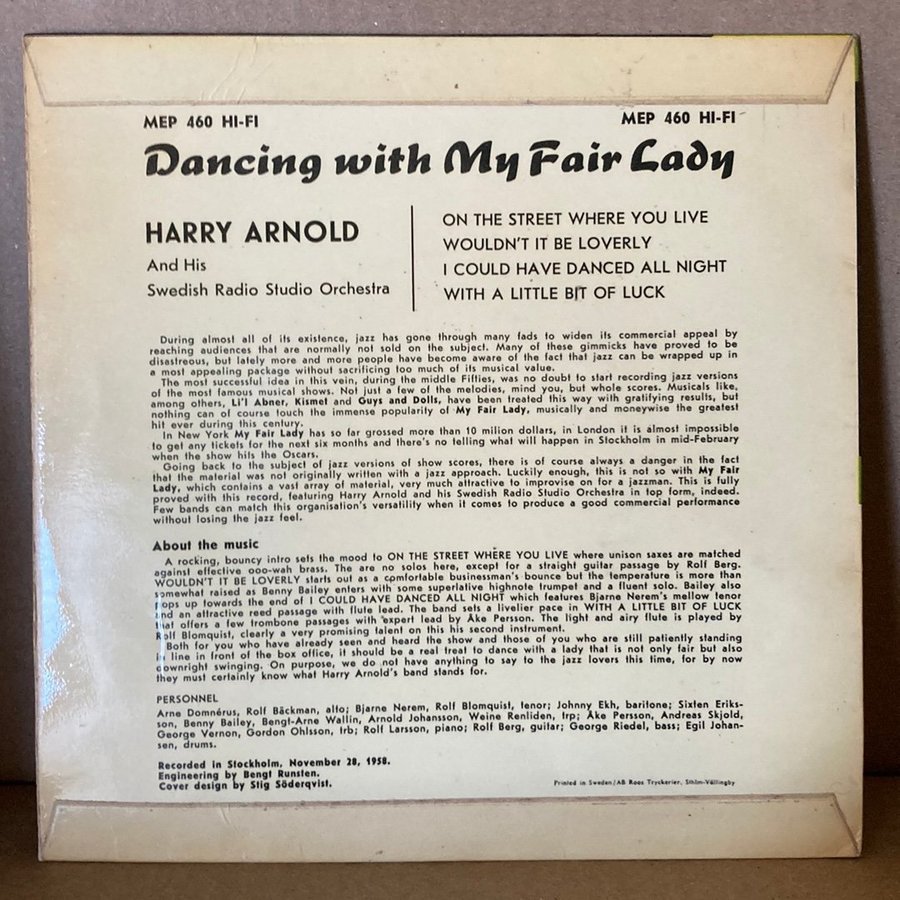 MEP 460 HI-FI
MEP 460 HI-FI
Dancing with My Fair Lady
HARRY ARNOLD
And His
Swedish Radio Studio Orchestra
ON THE STREET WHERE YOU LIVE
WOULDN'T IT BE LOVERLY
I COULD HAVE DANCED ALL NIGHT
WITH A LITTLE BIT OF LUCK
During almost all of its existence, jazz has gone through many fads to widen its commercial appeal by
reaching audiences that are normally not sold on the subject. Many of these gimmicks have proved to be
disastreous, but lately more and more people have become aware of the fact that jazz can be wrapped up in
a most appealing package without sacrificing too much of its musical value.
The most successful idea in this vein, during the middle Fifties, was no doubt to start recording jazz versions
of the most famous musical shows. Not just a few of the melodies, mind you, but whole scores. Musicals like,
among others, Li'l Abner, Kismet and Guys and Dolls, have been treated this way with gratifying results, but
nothing can of course touch the immense popularity of My Fair Lady, musically and moneywise the greatest
hit ever during this century.
In New York My Fair Lady has so far grossed more than 10 milion dollars, in London it is almost impossible
to get any tickets for the next six months and there's no telling what will happen in Stockholm in mid-February
when the show hits the Oscars.
Going back to the subject of jazz versions of show scores, there is of course always a danger in the fact
that the material was not originally written with a jazz approach. Luckily enough, this is not so with My Fair
Lady, which contains a vast array of material, very much attractive to improvise on for a jazzman. This is fully
proved with this record, featuring Harry Arnold and his Swedish Radio Studio Orchestra in top form, indeed.
Few bands can match this organisation's versatility when it comes to produce a good commercial performance
without losing the jazz feel.
About the music
A rocking, bouncy intro sets the mood to ON THE STREET WHERE YOU LIVE where unison saxes are matched
against effective ooo-wah brass. The are no solos here, except for a straight guitar passage by Rolf Berg.
WOULDN'T IT BE LOVERLY starts out as a comfortable businessman's bounce but the temperature is more than
somewhat raised as Benny Bailey enters with some superlative highnote trumpet and a fluent solo. Bailey also
pops up towards the end of I COULD HAVE DANCED ALL NIGHT which features Bjarne Nerem's mellow tenor
and an attractive reed passage with flute lead. The band sets a livelier pace in WITH A LITTLE BIT OF LUCK
that offers a few trombone passages with expert lead by Åke Persson. The light and airy flute is played by
Rolf Blomquist, clearly a very promising talent on this his second instrument.
Both for you who have already seen and heard the show and those of you who are still patiently standing
in line in front of the box office, it should be a real treat to dance with a lady that is not only fair but also
downright swinging. On purpose, we do not have anything to say to the jazz lovers this time, for by now
they must certainly know what Harry Arnold's band stands for.
PERSONNEL
Arne Domnérus, Rolf Bäckman, alto; Bjarne Nerem, Rolf Blomquist, tenor; Johnny Ekh, baritone; Sixten Eriks-
son, Benny Bailey, Bengt-Arne Wallin, Arnold Johansson, Weine Renliden, trp; Åke Persson, Andreas Skjold,
George Vernon, Gordon Ohlsson, trb; Rolf Larsson, piano; Rolf Berg, guitar; George Riedel, bass; Egil Johan-
sen, drums.
Recorded in Stockholm, November 28, 1958.
Engineering by Bengt Runsten.
Cover design by Stig Söderqvist.
Printed in Sweden/AB Roos Tryckerier, Sthlm-Vällingby